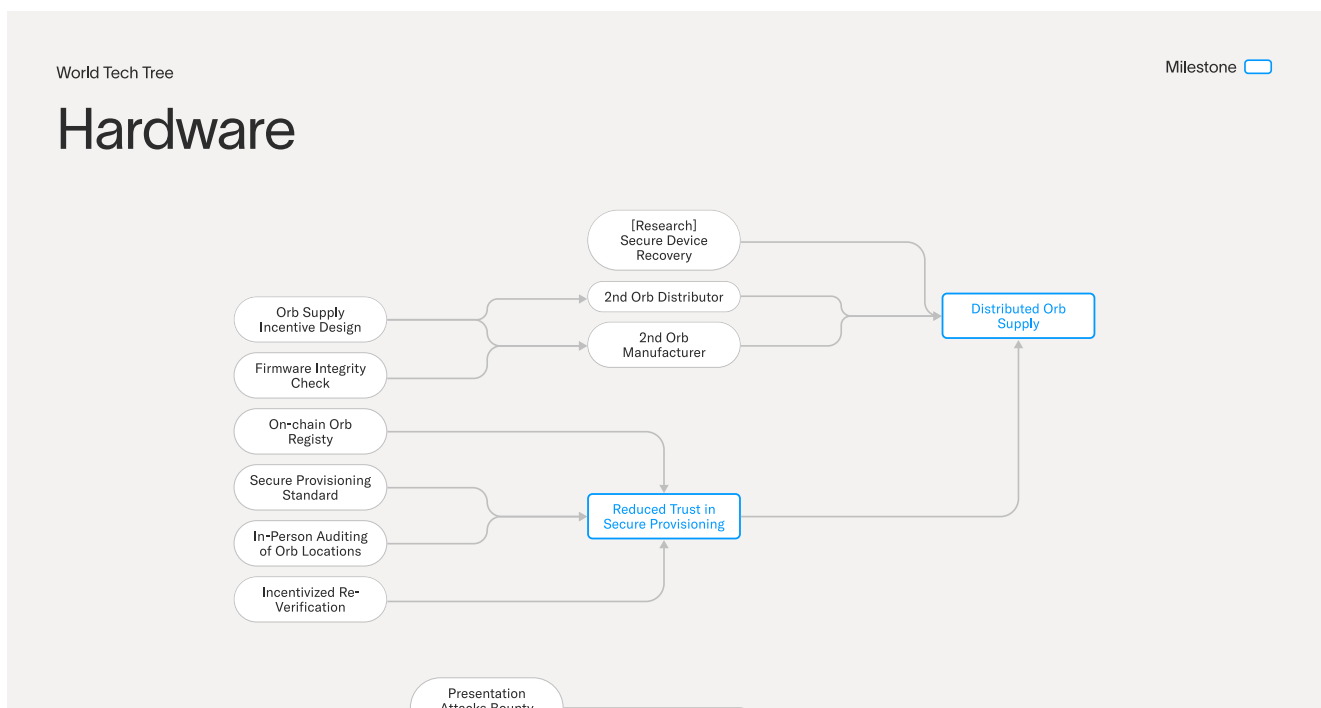 World Tech Tree
Milestone
Hardware
[Research]
Secure Device
Recovery
2nd Orb Distributor
Orb Supply
Incentive Design
Distributed Orb
Supply
2nd Orb
Manufacturer
Firmware Integrity
Check
On-chain Orb
Registy
Secure Provisioning
Standard
Reduced Trust in
Secure Provisioning
In-Person Auditing
of Orb Locations
Incentivized Re-
Verification
Presentation
Attacks Bounty